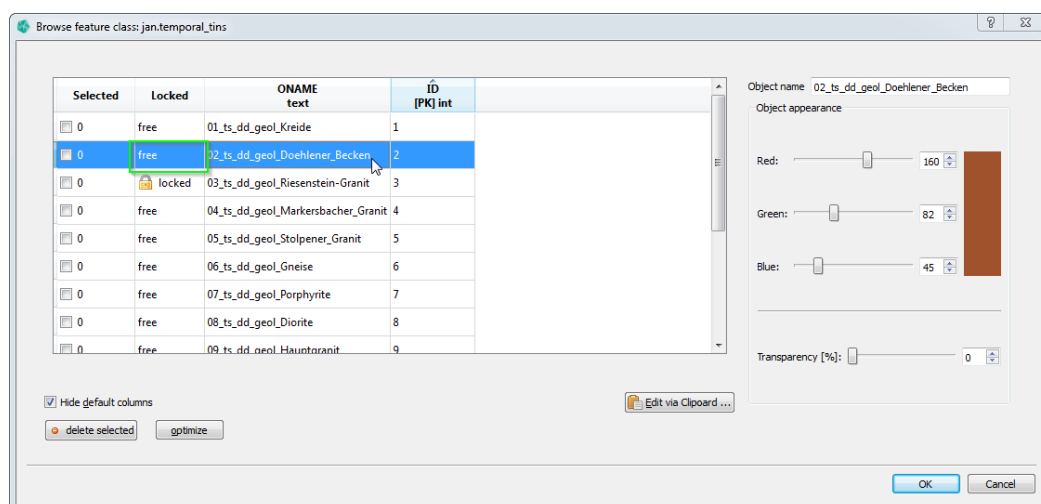 Browse feature class: jan.temporal_tins
Selected Locked ONAME text ID [PK] int
0 free 01_ts_dd_geol_Kreide 1
0 free 02_ts_dd_geol_Doehlener_Becken 2
0 locked 03_ts_dd_geol_Riesenstein-Granit 3
0 free 04_ts_dd_geol_Markersbacher_Granit 4
0 free 05_ts_dd_geol_Stolpener_Granit 5
0 free 06_ts_dd_geol_Gneise 6
0 free 07_ts_dd_geol_Porphyrite 7
0 free 08_ts_dd_geol_Diorite 8
0 free 09_ts_dd_geol_Hauptgranit 9
Hide default columns
Edit via Clipoard ...
delete selected optimize
Object name 02_ts_dd_geol_Doehlener_Becken
Object appearance
Red: 160
Green: 82
Blue: 45
Transparency [%]: 0
OK Cancel